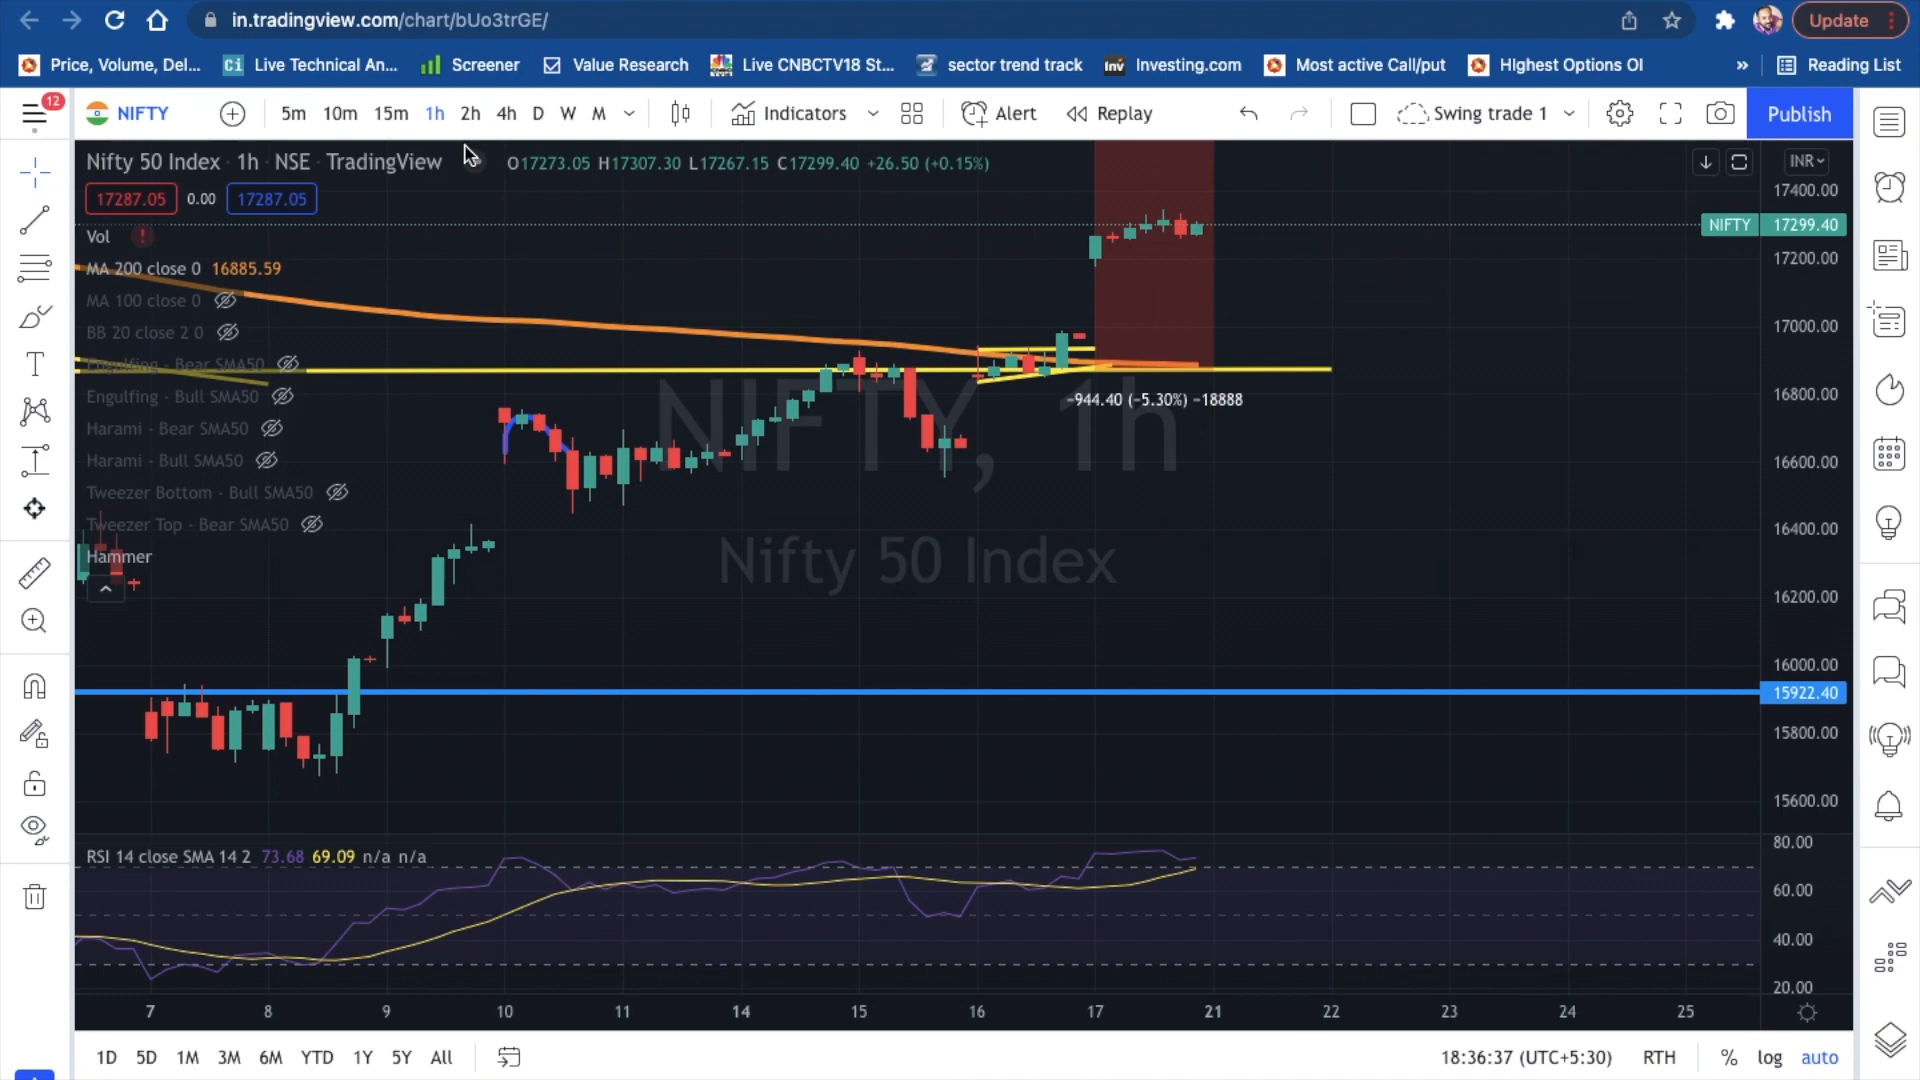 in.tradingview.com/chart/bUo3trGE/
Update
Price, Volume, Del...
Ci Live Technical An...
Screener
Value Research
Live CNBCTV18 St...
sector trend track
Inv Investing.com
Most active Call/put
HIghest Options OI
»
Reading List
12
NIFTY
5m 10m 15m 1h 2h 4h D W M
Indicators
Alert
Replay
Swing trade 1
Publish
Nifty 50 Index · 1h · NSE · TradingView
O17273.05 H17307.30 L17267.15 C17299.40 +26.50 (+0.15%)
INR
17287.05 0.00 17287.05
Vol
MA 200 close 0 16885.59
MA 100 close 0
BB 20 close 2 0
Engulfing - Bear SMA50
Engulfing - Bull SMA50
Harami - Bear SMA50
Harami - Bull SMA50
Tweezer Bottom - Bull SMA50
Tweezer Top - Bear SMA50
Hammer
−944.40 (−5.30%) −18888
NIFTY, 1h
Nifty 50 Index
17400.00
NIFTY 17299.40
17200.00
17000.00
16800.00
16600.00
16400.00
16200.00
16000.00
15922.40
15800.00
15600.00
RSI 14 close SMA 14 2 73.68 69.09 n/a n/a
80.00
60.00
40.00
20.00
7 8 9 10 11 14 15 16 17 21 22 23 24 25
1D 5D 1M 3M 6M YTD 1Y 5Y All
18:36:37 (UTC+5:30) RTH % log auto